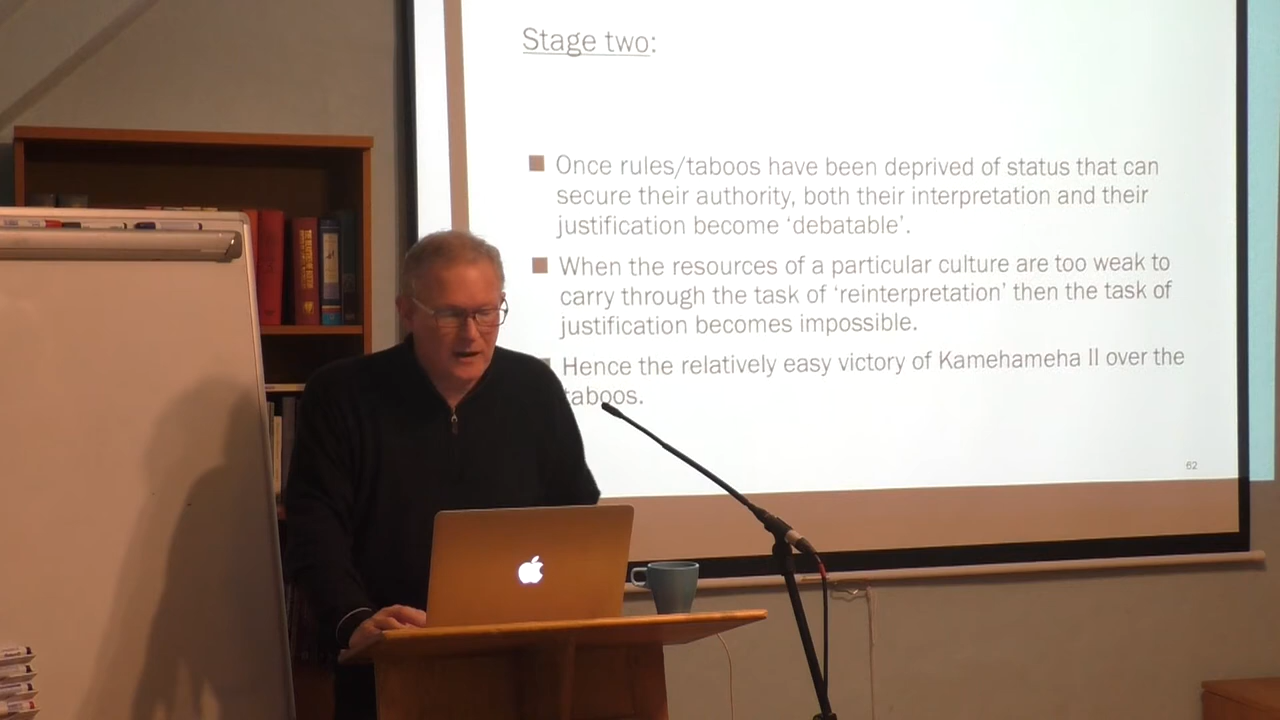 Stage two:
Once rules/taboos have been deprived of status that can
secure their authority, both their interpretation and their
justification become ‘debatable’.
When the resources of a particular culture are too weak to
carry through the task of ‘reinterpretation’ then the task of
justification becomes impossible.
Hence the relatively easy victory of Kamehameha II over the
taboos.
62